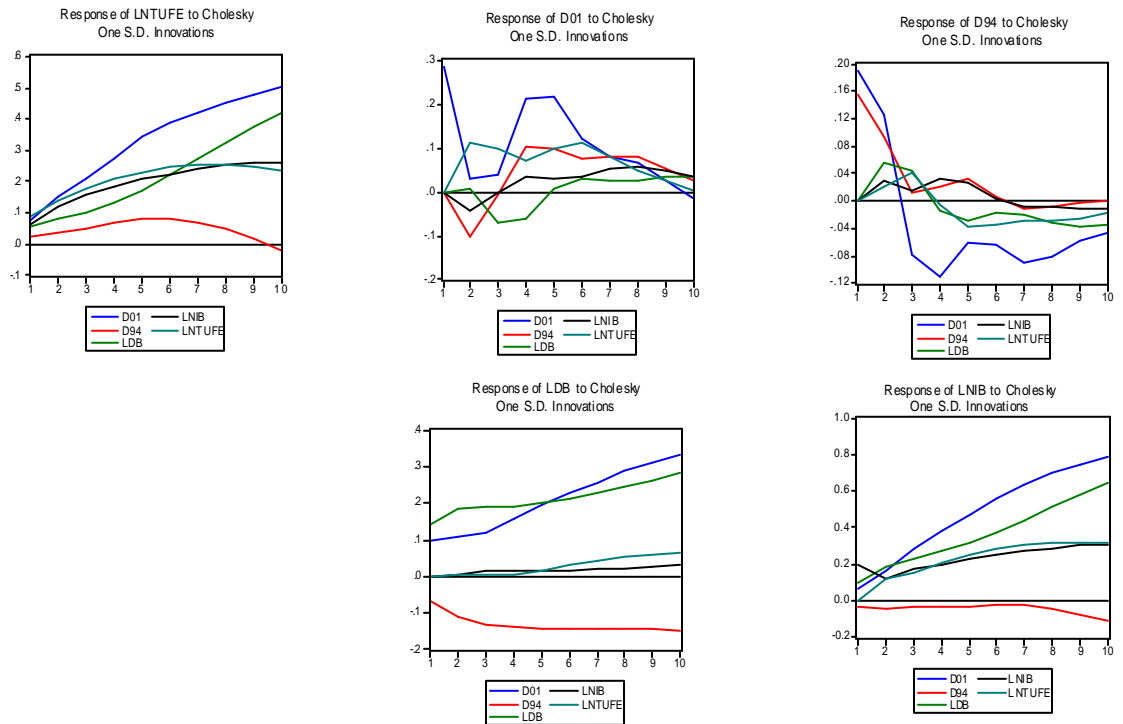 Response of LNTUFE to Cholesky
One S.D. Innovations
.6
.5
.4
.3
.2
.1
.0
-.1
1 2 3 4 5 6 7 8 9 10
D01 LNIB
D94 LNTUFE
LDB
Response of D01 to Cholesky
One S.D. Innovations
.3
.2
.1
.0
-.1
-.2
1 2 3 4 5 6 7 8 9 10
D01 LNIB
D94 LNTUFE
LDB
Response of D94 to Cholesky
One S.D. Innovations
.20
.16
.12
.08
.04
.00
-.04
-.08
-.12
1 2 3 4 5 6 7 8 9 10
D01 LNIB
D94 LNTUFE
LDB
Response of LDB to Cholesky
One S.D. Innovations
.4
.3
.2
.1
.0
-.1
-.2
1 2 3 4 5 6 7 8 9 10
D01 LNIB
D94 LNTUFE
LDB
Response of LNIB to Cholesky
One S.D. Innovations
1.0
0.8
0.6
0.4
0.2
0.0
-0.2
1 2 3 4 5 6 7 8 9 10
D01 LNIB
D94 LNTUFE
LDB